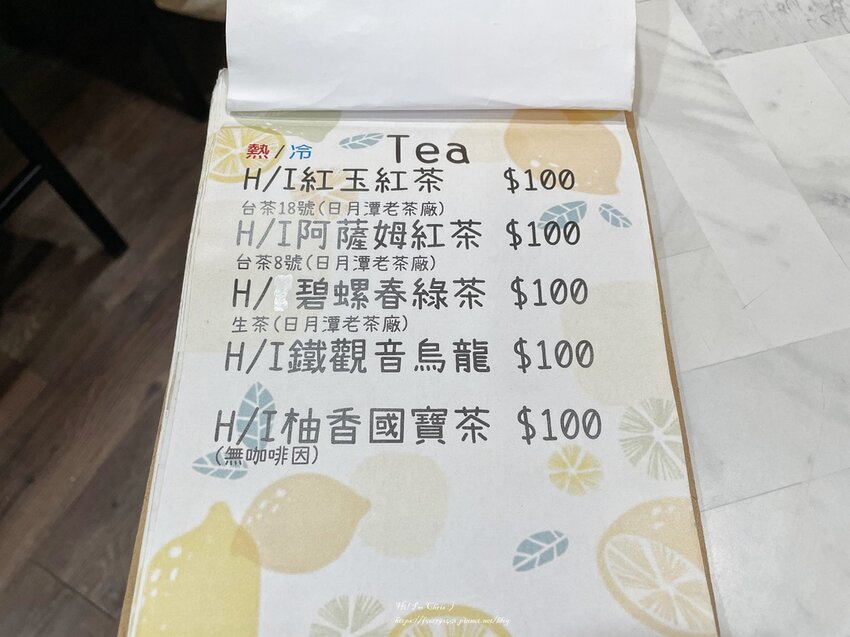 熱/冷 Tea
H/I紅玉紅茶 $100
台茶18號(日月潭老茶廠)
H/I阿薩姆紅茶 $100
台茶8號(日月潭老茶廠)
H/ 碧螺春綠茶 $100
生茶(日月潭老茶廠)
H/I鐵觀音烏龍 $100
H/I柚香國寶茶 $100
(無咖啡因)
Hi! I'm Chris :)